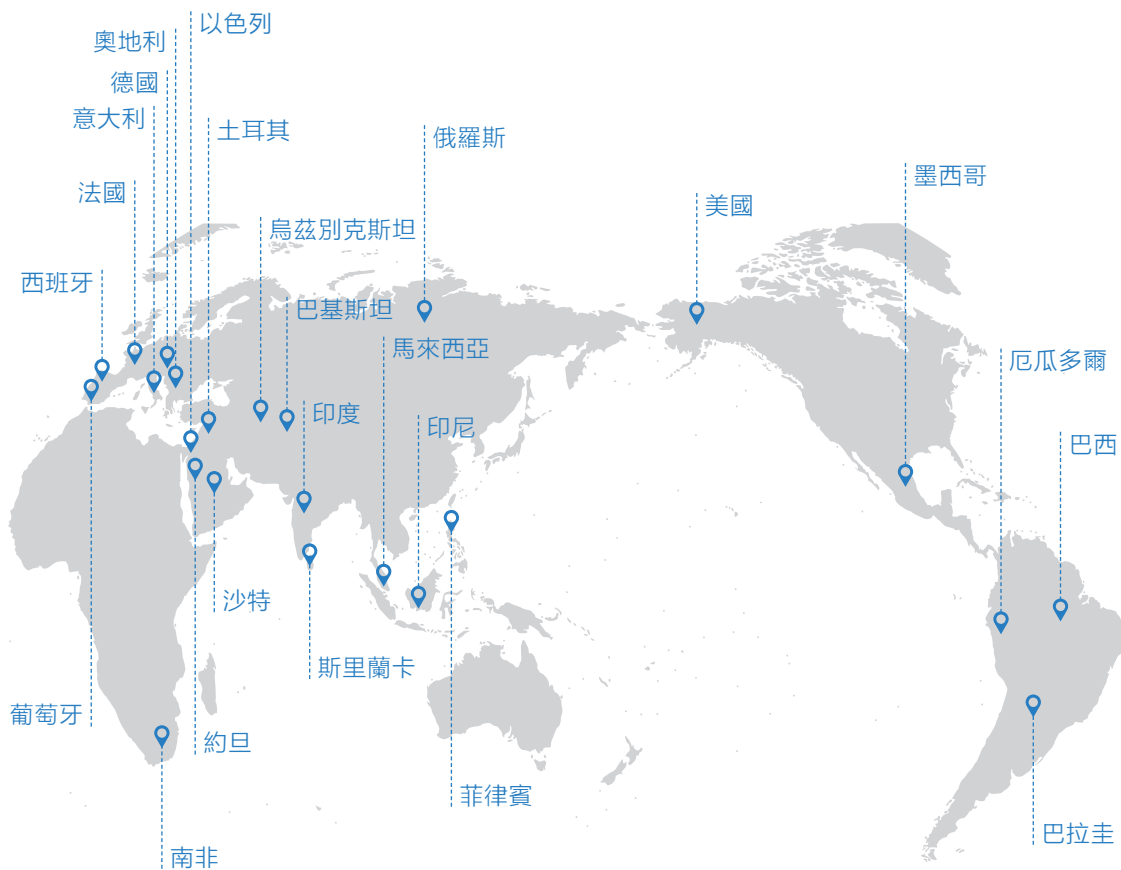 以色列
奧地利
德國
意大利
土耳其
俄羅斯
墨西哥
法國
美國
烏茲別克斯坦
西班牙
巴基斯坦
馬來西亞
厄瓜多爾
印度
印尼
巴西
沙特
斯里蘭卡
葡萄牙
約旦
菲律賓
巴拉圭
南非